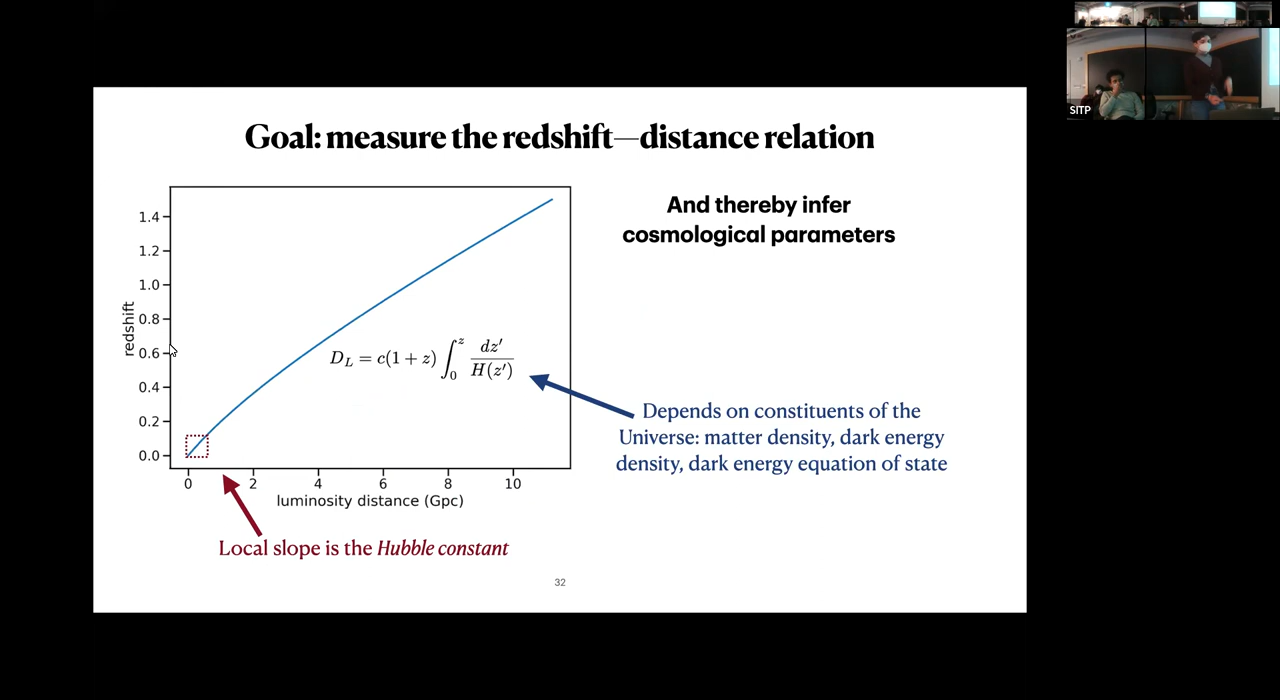 SITP
Goal: measure the redshift—distance relation
And thereby infer
cosmological parameters
redshift
1.4
1.2
1.0
0.8
0.6
0.4
0.2
0.0
D_L = c(1 + z) ∫_0^z dz′ / H(z′)
0 2 4 6 8 10
luminosity distance (Gpc)
Depends on constituents of the
Universe: matter density, dark energy
density, dark energy equation of state
Local slope is the Hubble constant
32